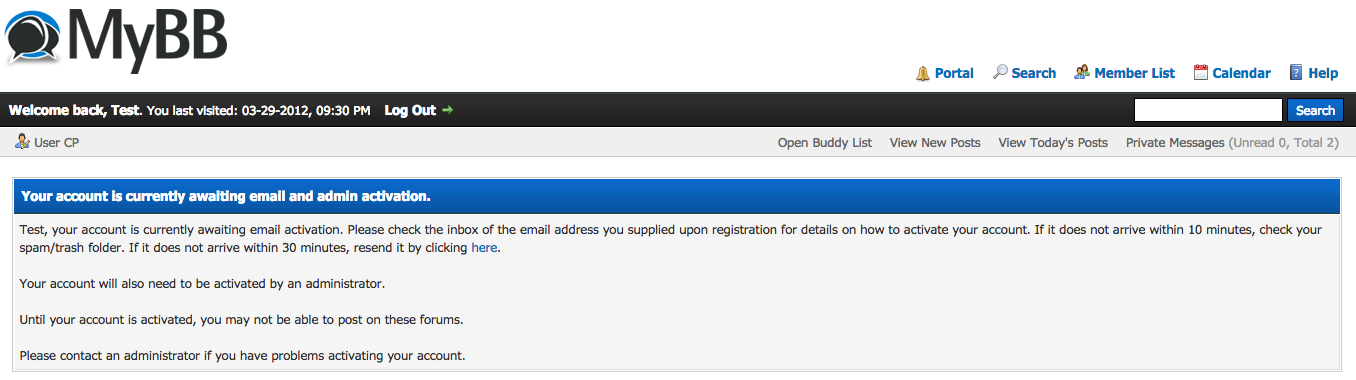 MyBB
Portal Search Member List Calendar Help
Welcome back, Test. You last visited: 03-29-2012, 09:30 PM Log Out Search
User CP Open Buddy List View New Posts View Today's Posts Private Messages (Unread 0, Total 2)
Your account is currently awaiting email and admin activation.
Test, your account is currently awaiting email activation. Please check the inbox of the email address you supplied upon registration for details on how to activate your account. If it does not arrive within 10 minutes, check your
spam/trash folder. If it does not arrive within 30 minutes, resend it by clicking here.
Your account will also need to be activated by an administrator.
Until your account is activated, you may not be able to post on these forums.
Please contact an administrator if you have problems activating your account.